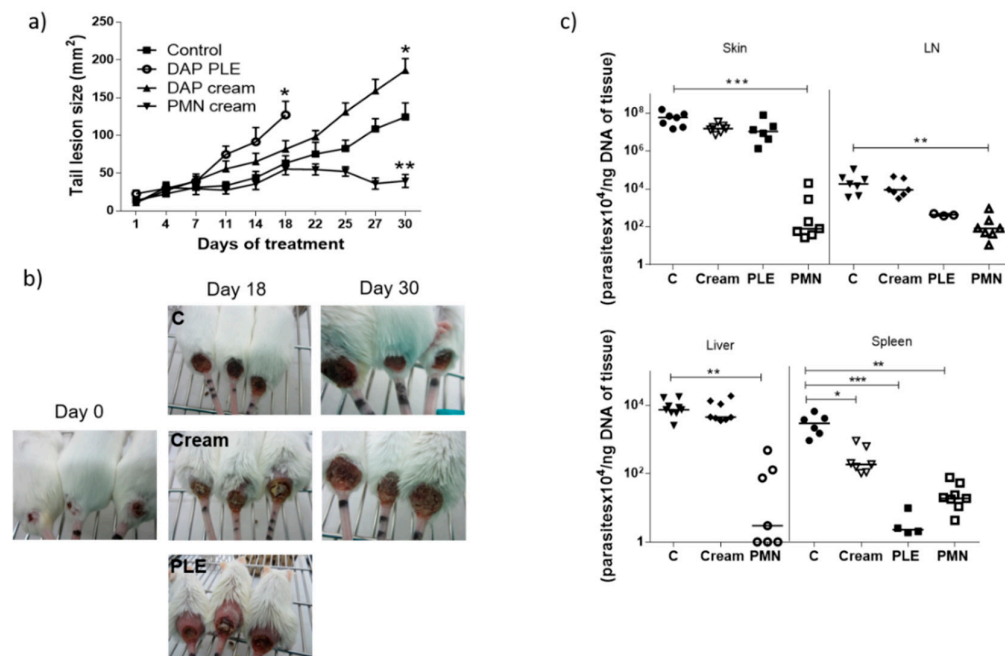 a)
250
200
150
100
50
0
Tail lesion size (mm²)
Control
DAP PLE
DAP cream
PMN cream
*
*
**
1 4 7 11 14 18 22 25 27 30
Days of treatment
b)
Day 0
Day 18
Day 30
C
Cream
PLE
c)
Skin
LN
***
**
10⁸
10⁶
10⁴
10²
1
(parasitesx10⁴/ng DNA of tissue)
C Cream PLE PMN
C Cream PLE PMN
Liver
Spleen
**
**
***
*
10⁴
10²
1
(parasitesx10⁴/ng DNA of tissue)
C Cream PMN
C Cream PLE PMN